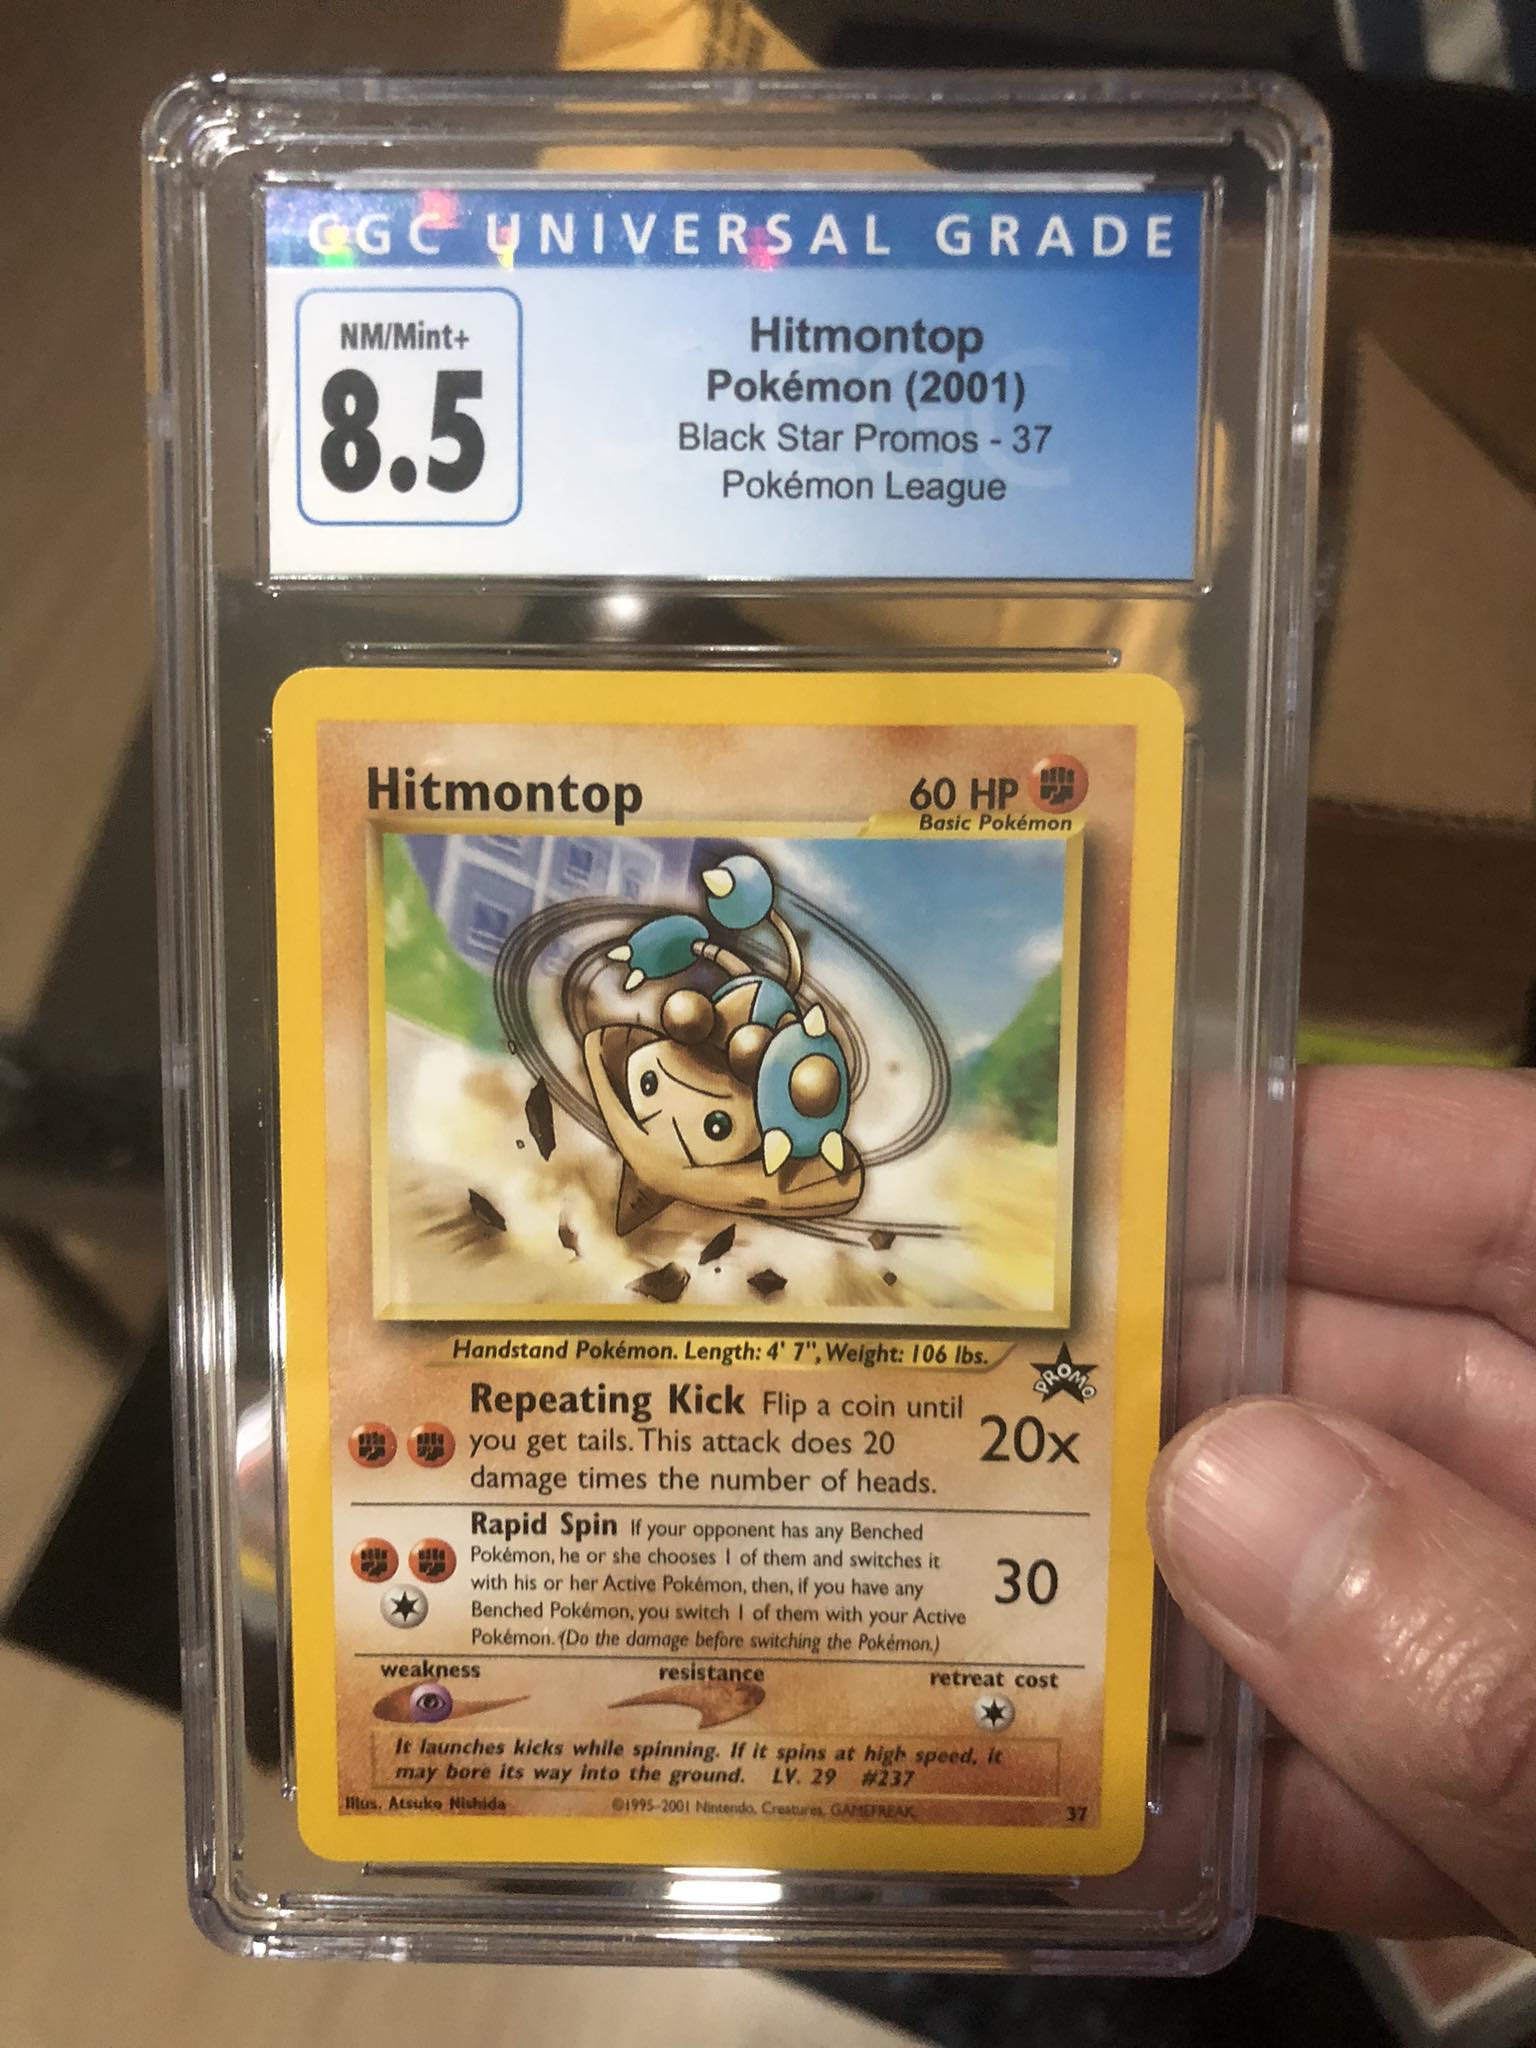 CGC UNIVERSAL GRADE
NM/Mint+
8.5
Hitmontop
Pokémon (2001)
Black Star Promos - 37
Pokémon League
Hitmontop
60 HP
Basic Pokémon
Handstand Pokémon. Length: 4' 7", Weight: 106 lbs.
PROMO
Repeating Kick Flip a coin until
you get tails. This attack does 20
damage times the number of heads.
20x
Rapid Spin If your opponent has any Benched
Pokémon, he or she chooses 1 of them and switches it
with his or her Active Pokémon, then, if you have any
Benched Pokémon, you switch 1 of them with your Active
Pokémon. (Do the damage before switching the Pokémon.)
30
weakness
resistance
retreat cost
It launches kicks while spinning. If it spins at high speed, it
may bore its way into the ground. LV. 29 #237
Illus. Atsuko Nishida
©1995-2001 Nintendo, Creatures, GAMEFREAK.
37